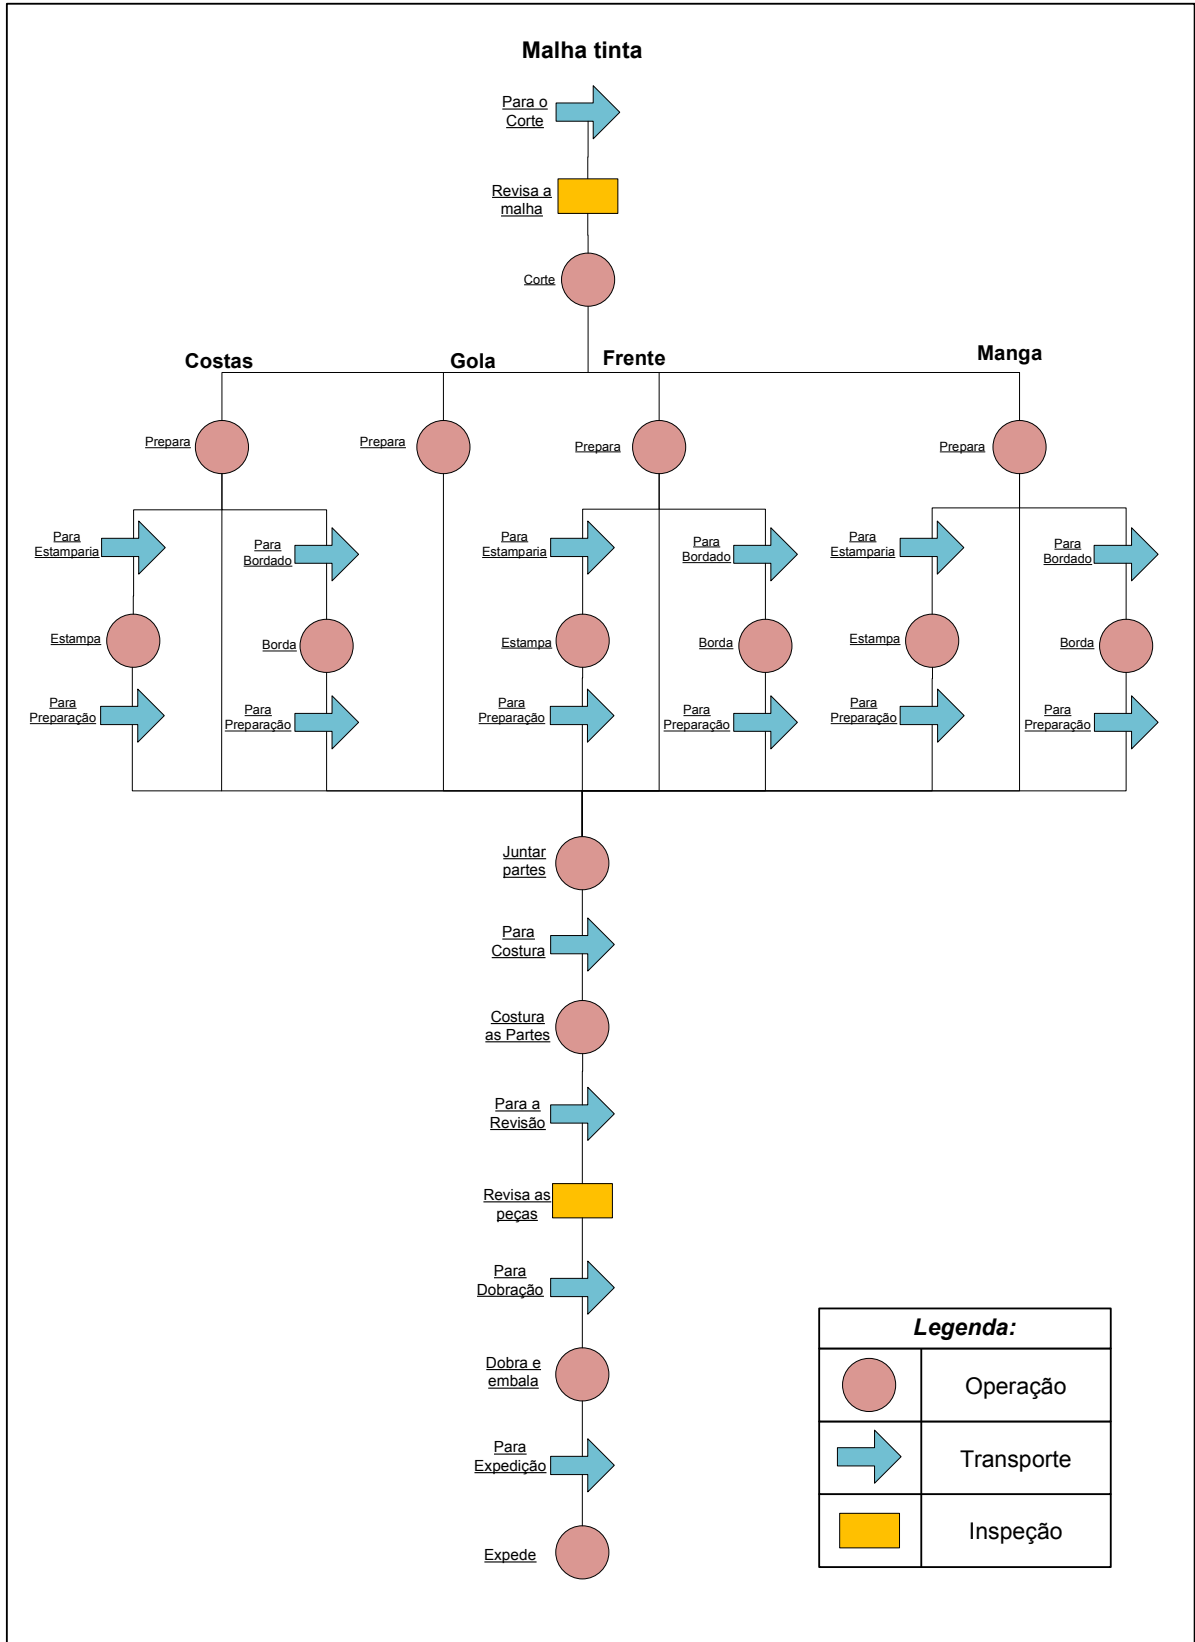 Malha tinta
Para o
Corte
Revisa a
malha
Corte
Costas
Gola
Frente
Manga
Prepara
Prepara
Prepara
Prepara
Para
Estamparia
Para
Bordado
Para
Estamparia
Para
Bordado
Para
Estamparia
Para
Bordado
Estampa
Borda
Estampa
Borda
Estampa
Borda
Para
Preparação
Para
Preparação
Para
Preparação
Para
Preparação
Para
Preparação
Para
Preparação
Juntar
partes
Para
Costura
Costura
as Partes
Para a
Revisão
Revisa as
peças
Para
Dobração
Dobra e
embala
Para
Expedição
Expede
Legenda:
Operação
Transporte
Inspeção